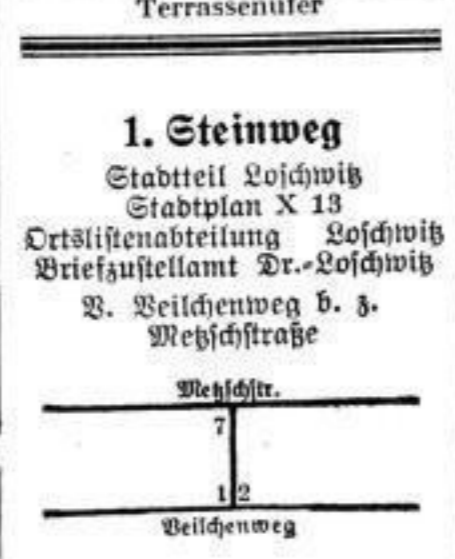 Terrassenufer
1. Steinweg
Stadtteil Loschwitz
Stadtplan X 13
Ortslistenabteilung Loschwitz
Briefzustellamt Dr.-Loschwitz
V. Veilchenweg b. z.
Metzschstraße
Metzschstr.
7
1 2
Veilchenweg